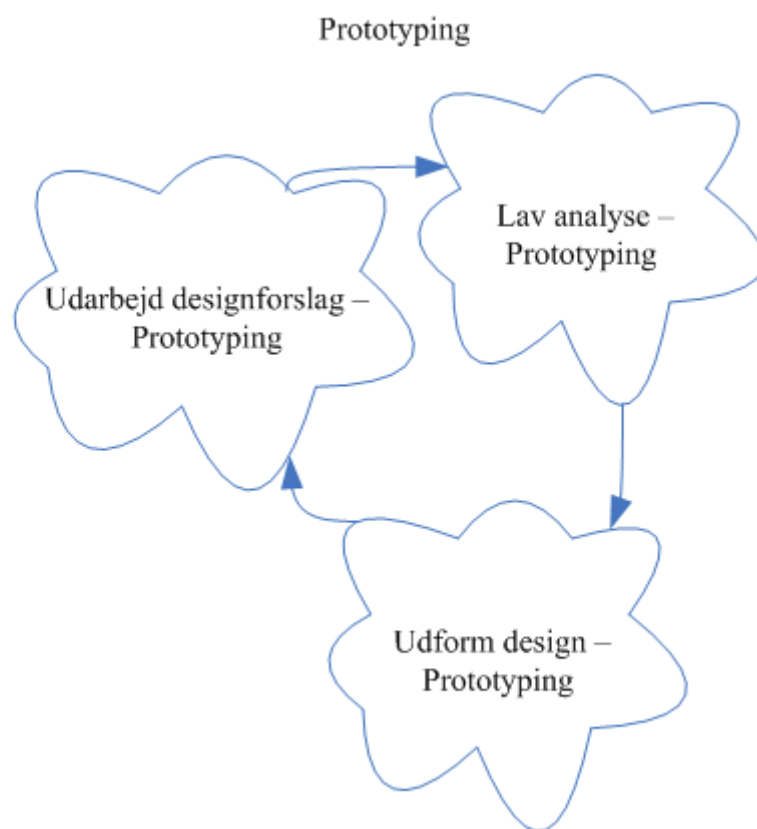 Prototyping
Lav analyse –
Prototyping
Udarbejd designforslag –
Prototyping
Udform design –
Prototyping